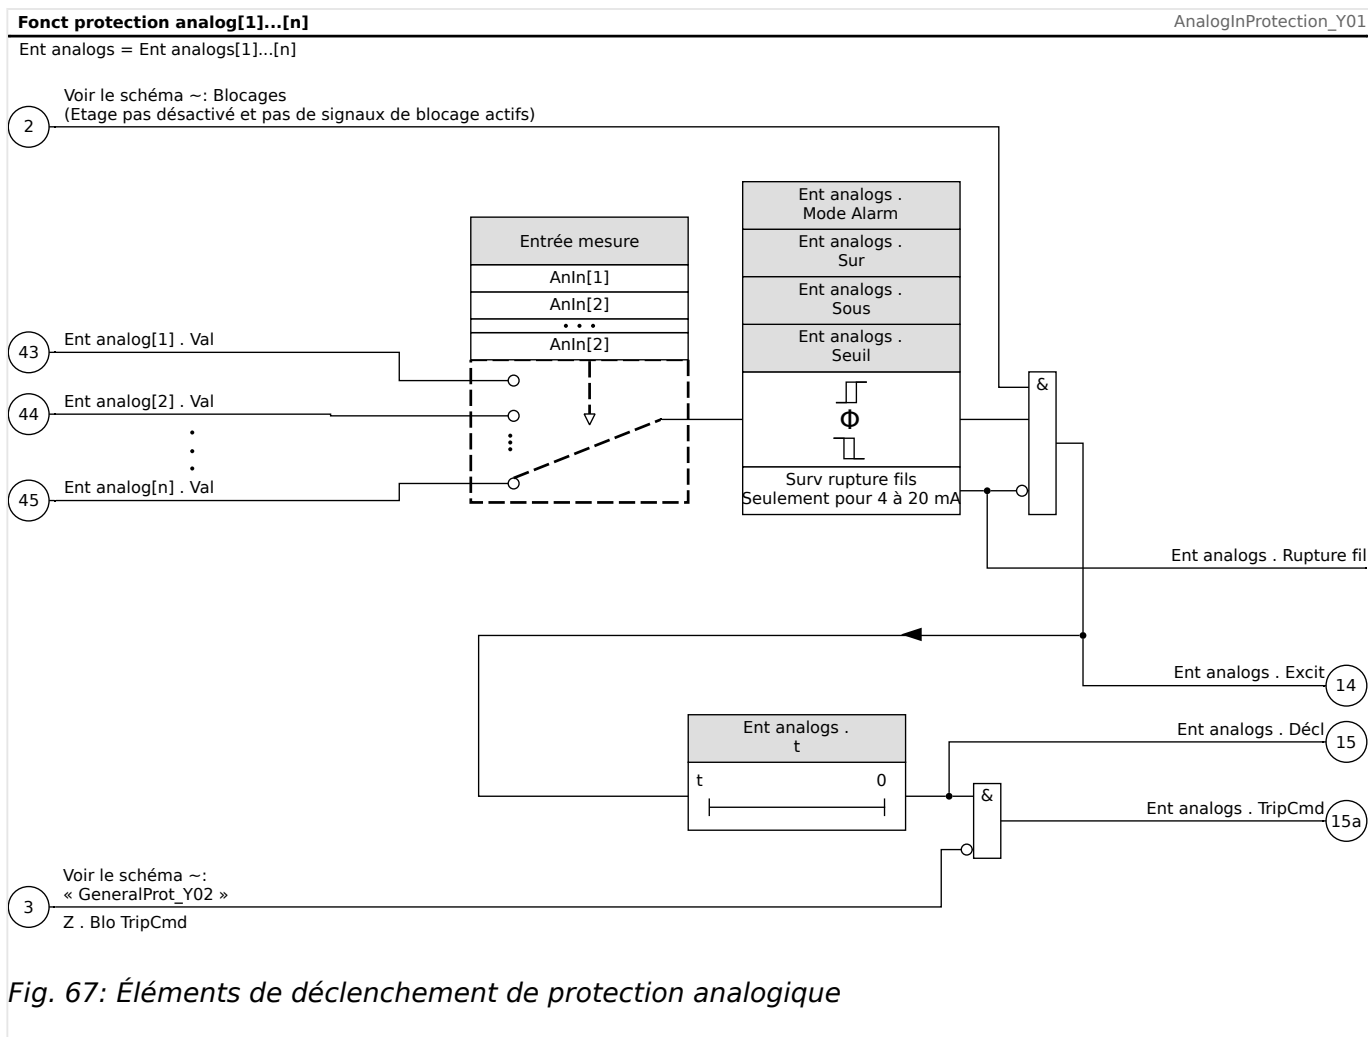 Fonct protection analog[1]...[n]
AnalogInProtection_Y01
Ent analogs = Ent analogs[1]...[n]
Voir le schéma ~: Blocages
(Etage pas désactivé et pas de signaux de blocage actifs)
2
Ent analogs .
Mode Alarm
Ent analogs .
Sur
Ent analogs .
Sous
Ent analogs .
Seuil
Φ
Surv rupture fils
Seulement pour 4 à 20 mA
Entrée mesure
AnIn[1]
AnIn[2]
• • •
AnIn[2]
43
Ent analog[1] . Val
44
Ent analog[2] . Val
45
Ent analog[n] . Val
&
Ent analogs . Rupture fil
Ent analogs . Excit
14
Ent analogs .
t
t 0
Ent analogs . Décl
15
&
Ent analogs . TripCmd
15a
Voir le schéma ~:
« GeneralProt_Y02 »
3
Z . Blo TripCmd
Fig. 67: Éléments de déclenchement de protection analogique